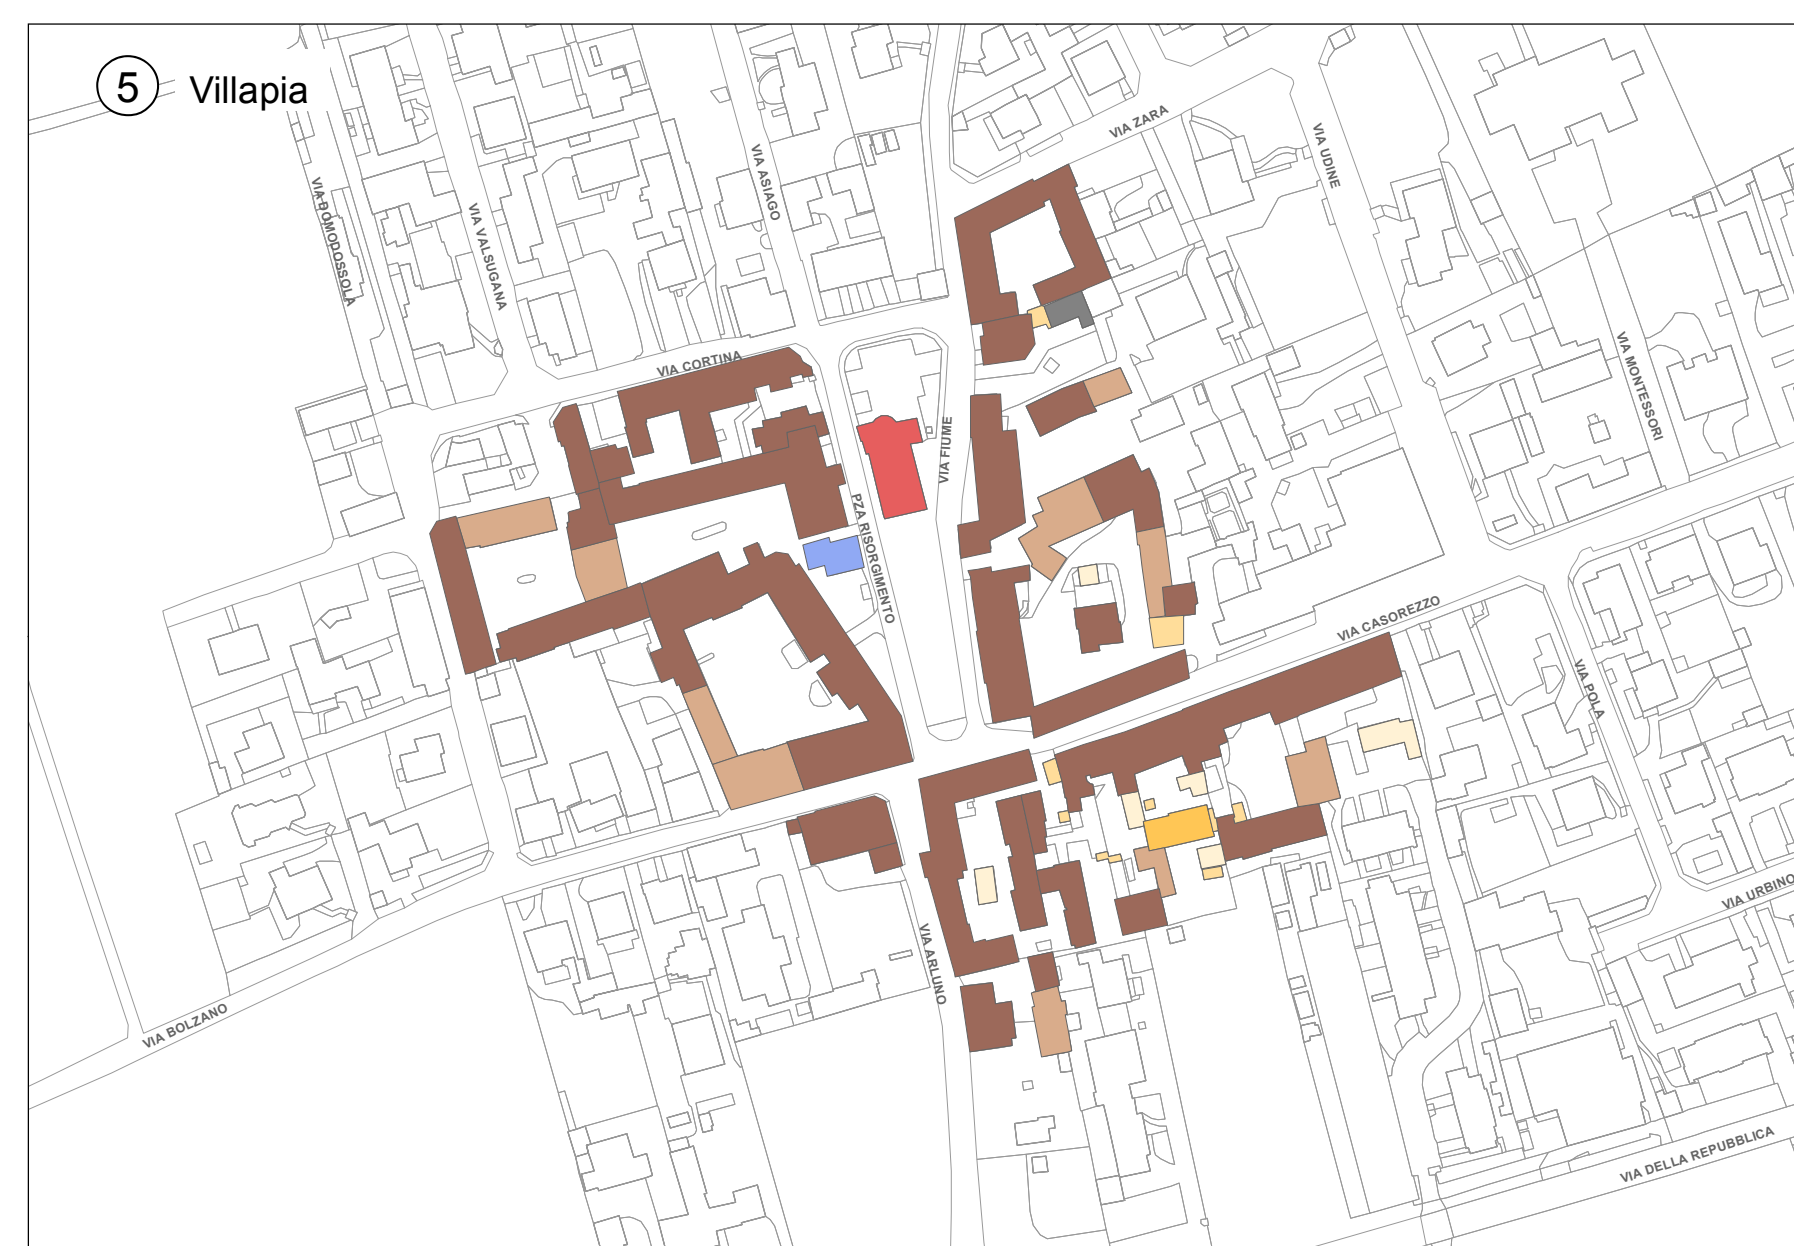 5 Villapia
VIA ZARA
VIA UDINE
VIA ASIAGO
VIA DOMODOSSOLA
VIA VALSUGANA
VIA CORTINA
VIA MONTESSORI
VIA FIUME
PZA RISORGIMENTO
VIA CASOREZZO
VIA POLA
VIA URBINO
VIA ARLUNO
VIA BOLZANO
VIA DELLA REPUBBLICA